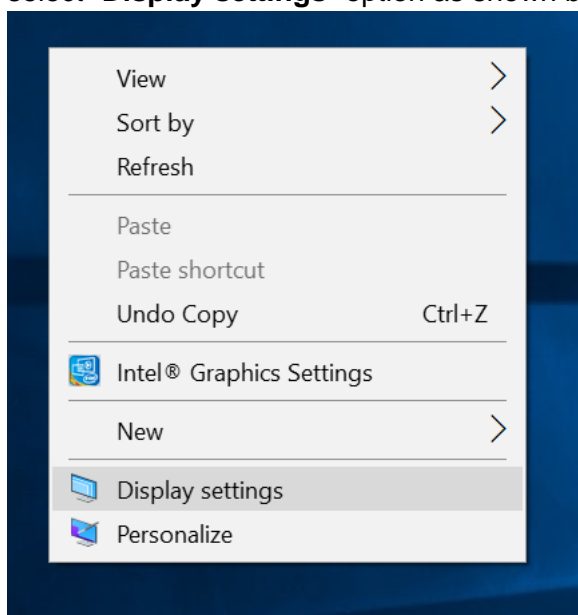 select "Display settings" option as shown b
View
Sort by
Refresh
Paste
Paste shortcut
Undo Copy Ctrl+Z
Intel® Graphics Settings
New
Display settings
Personalize